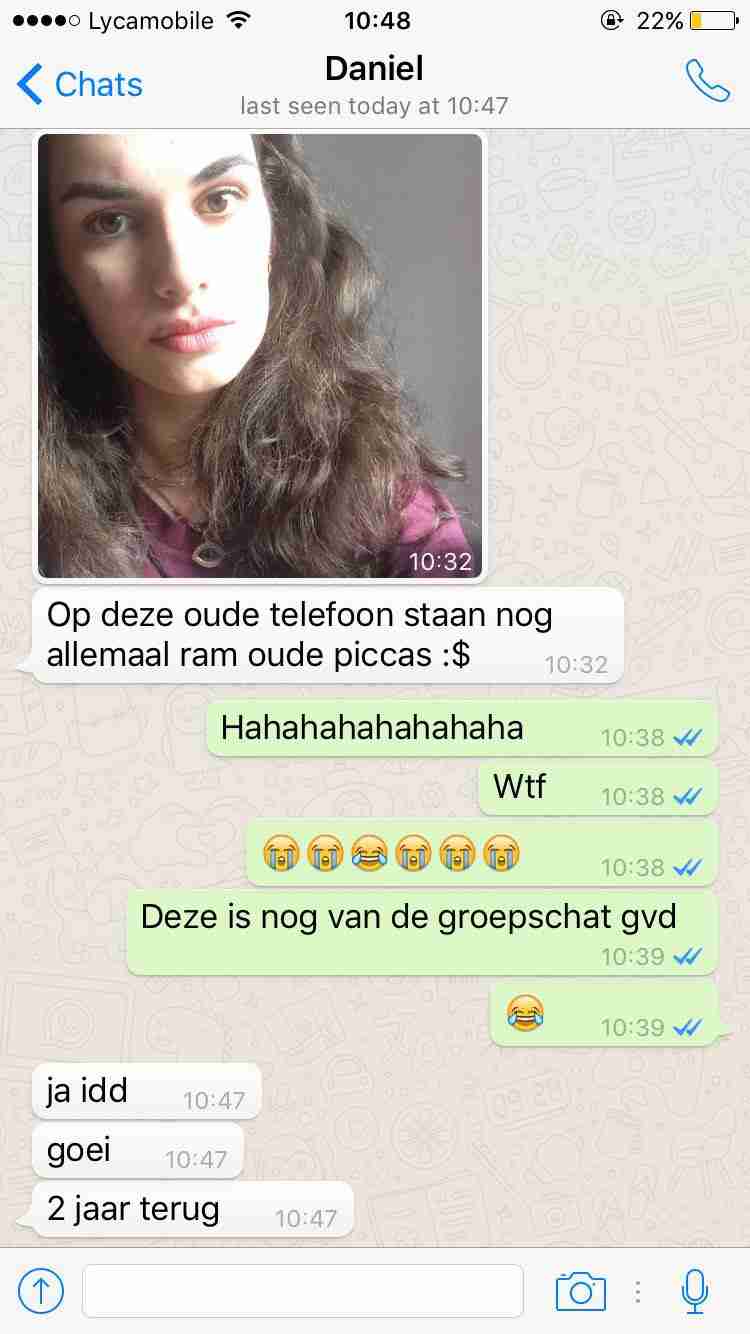 Lycamobile 10:48 22%
Chats Daniel
last seen today at 10:47
10:32
Op deze oude telefoon staan nog
allemaal ram oude piccas :$ 10:32
Hahahahahahahaha 10:38
Wtf 10:38
😭😭😂😭😭😭 10:38
Deze is nog van de groepschat gvd
10:39
😂 10:39
ja idd 10:47
goei 10:47
2 jaar terug 10:47